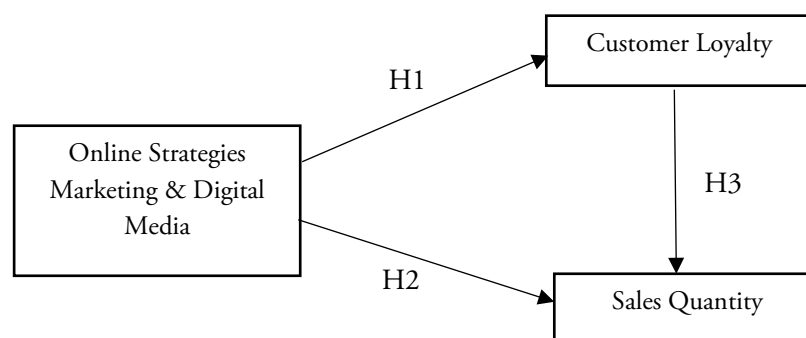 Customer Loyalty
H1
Online Strategies
Marketing & Digital
Media
H3
H2
Sales Quantity